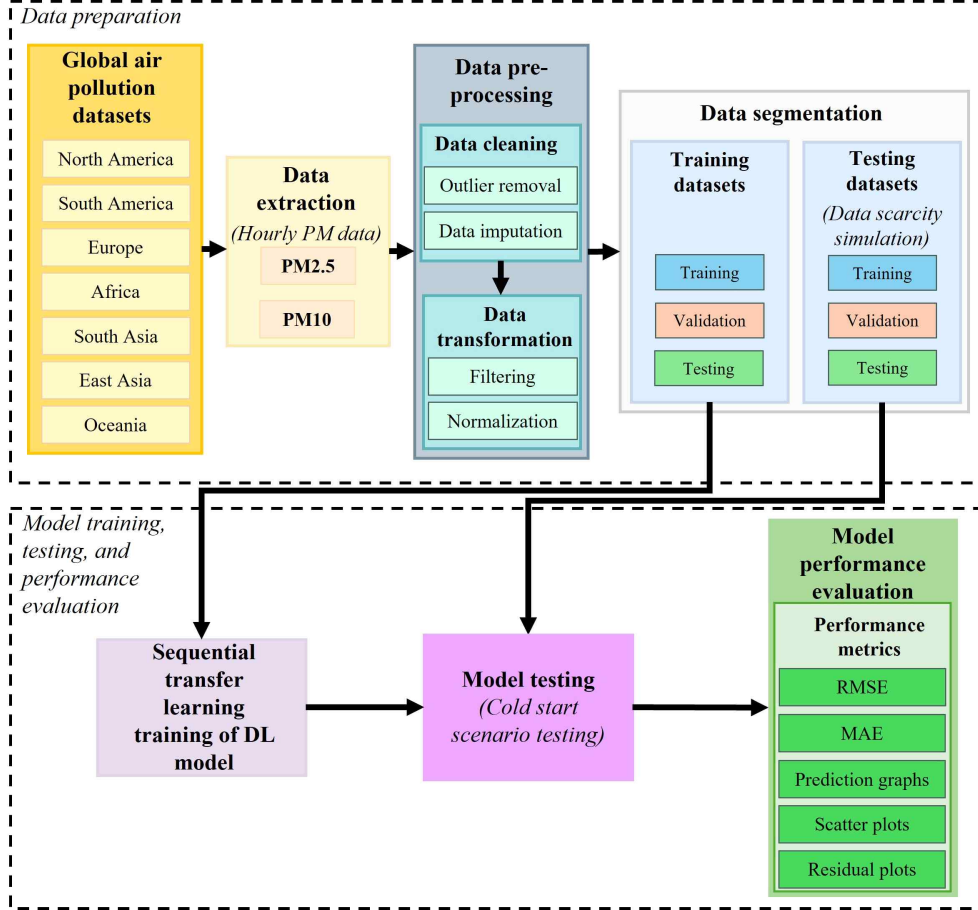 Data preparation
Global air
pollution
datasets
North America
South America
Europe
Africa
South Asia
East Asia
Oceania
Data
extraction
(Hourly PM data)
PM2.5
PM10
Data pre-
processing
Data cleaning
Outlier removal
Data imputation
Data
transformation
Filtering
Normalization
Data segmentation
Training
datasets
Training
Validation
Testing
Testing
datasets
(Data scarcity
simulation)
Training
Validation
Testing
Model training,
testing, and
performance
evaluation
Sequential
transfer
learning
training of DL
model
Model testing
(Cold start
scenario testing)
Model
performance
evaluation
Performance
metrics
RMSE
MAE
Prediction graphs
Scatter plots
Residual plots